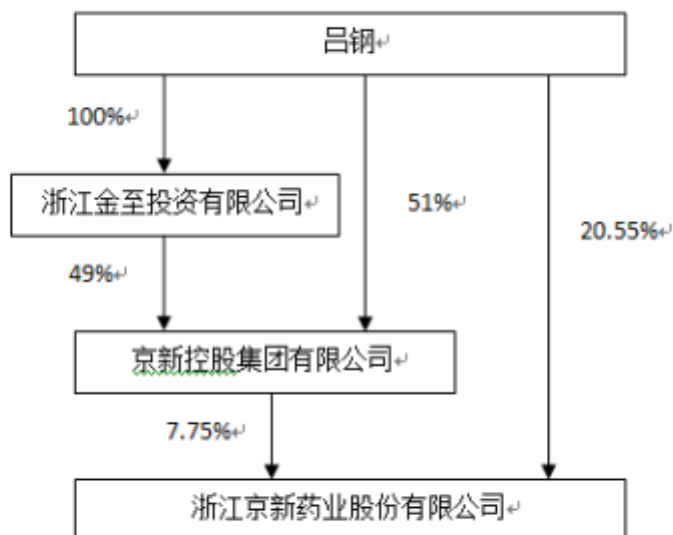 吕钢
100%
浙江金至投资有限公司
51%
20.55%
49%
京新控股集团有限公司
7.75%
浙江京新药业股份有限公司